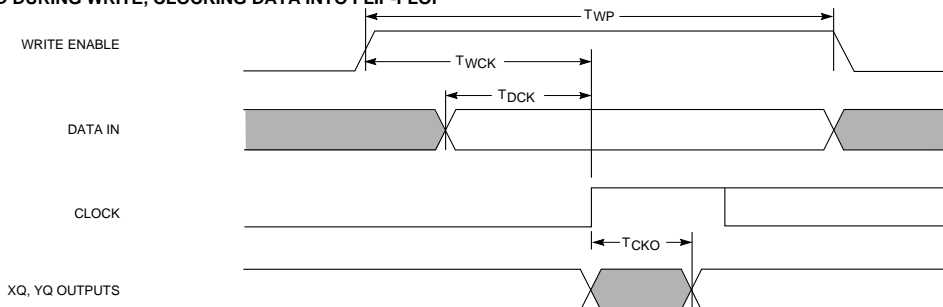 DURING WRITE, CLOCKING DATA INTO FLIP-FLOP
TWP
WRITE ENABLE
TWCK
TDCK
DATA IN
CLOCK
TCKO
XQ, YQ OUTPUTS